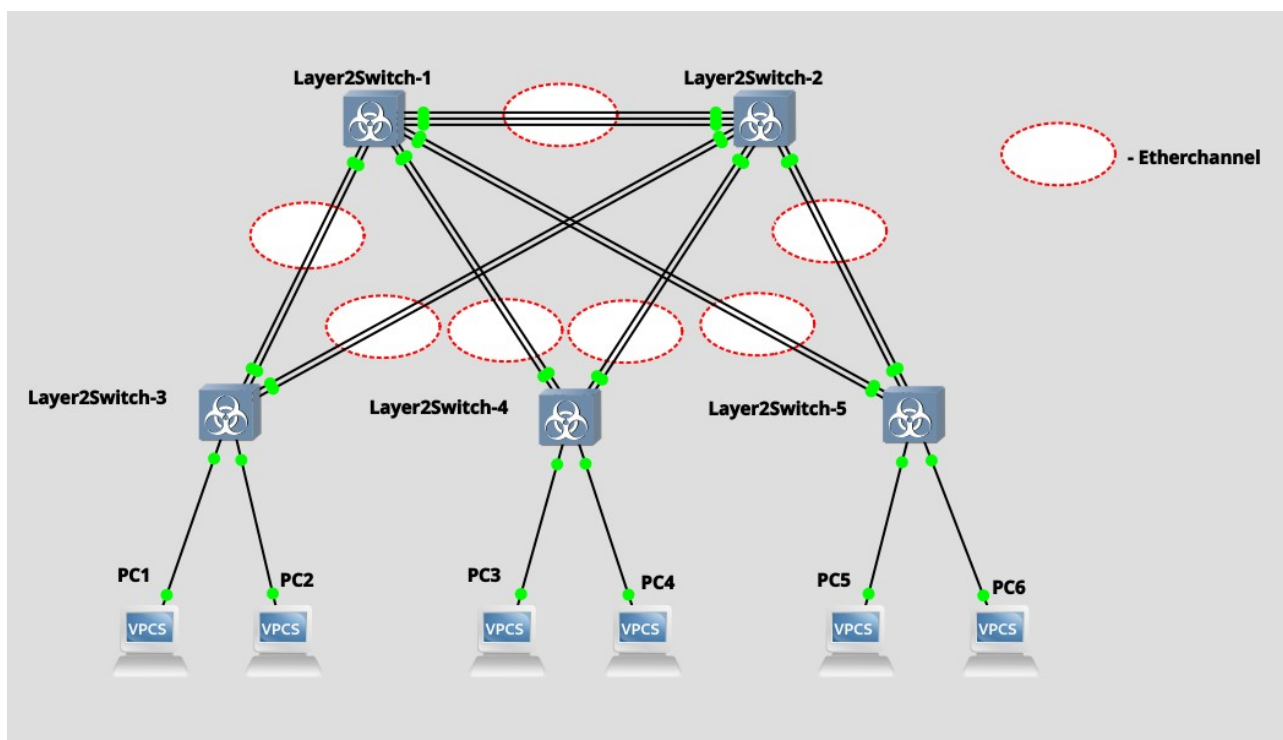 Layer2Switch-1
Layer2Switch-2
- Etherchannel
Layer2Switch-3
Layer2Switch-4
Layer2Switch-5
PC1
PC2
PC3
PC4
PC5
PC6
VPCS
VPCS
VPCS
VPCS
VPCS
VPCS